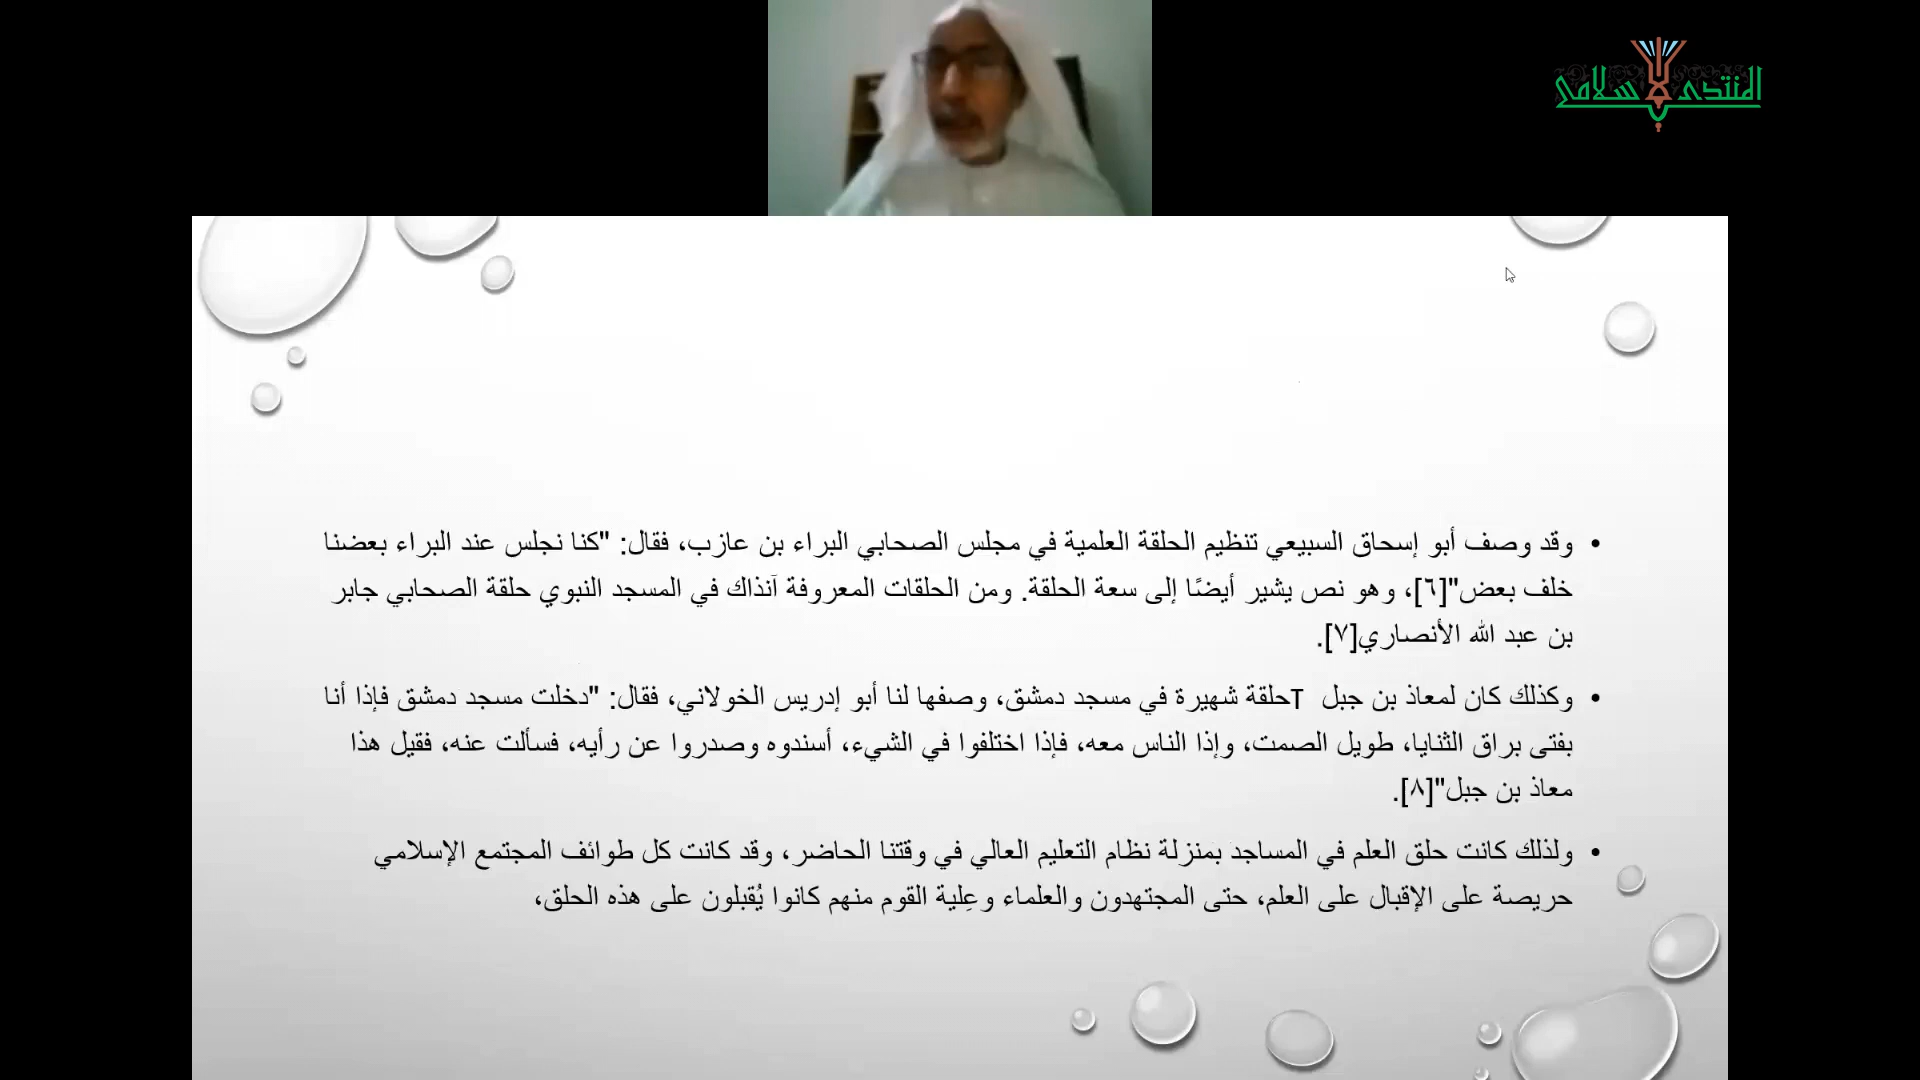 المنتدى الإسلامي
وقد وصف أبو إسحاق السبيعي تنظيم الحلقة العلمية في مجلس الصحابي البراء بن عازب، فقال: "كنا نجلس عند البراء بعضنا
خلف بعض"[٦]، وهو نص يشير أيضًا إلى سعة الحلقة. ومن الحلقات المعروفة آنذاك في المسجد النبوي حلقة الصحابي جابر
بن عبد الله الأنصاري[٧].
وكذلك كان لمعاذ بن جبل Tحلقة شهيرة في مسجد دمشق، وصفها لنا أبو إدريس الخولاني، فقال: "دخلت مسجد دمشق فإذا أنا
بفتى براق الثنايا، طويل الصمت، وإذا الناس معه، فإذا اختلفوا في الشيء، أسندوه وصدروا عن رأيه، فسألت عنه، فقيل هذا
معاذ بن جبل"[٨].
ولذلك كانت حلق العلم في المساجد بمنزلة نظام التعليم العالي في وقتنا الحاضر، وقد كانت كل طوائف المجتمع الإسلامي
حريصة على الإقبال على العلم، حتى المجتهدون والعلماء وعِلية القوم منهم كانوا يُقبلون على هذه الحلق،